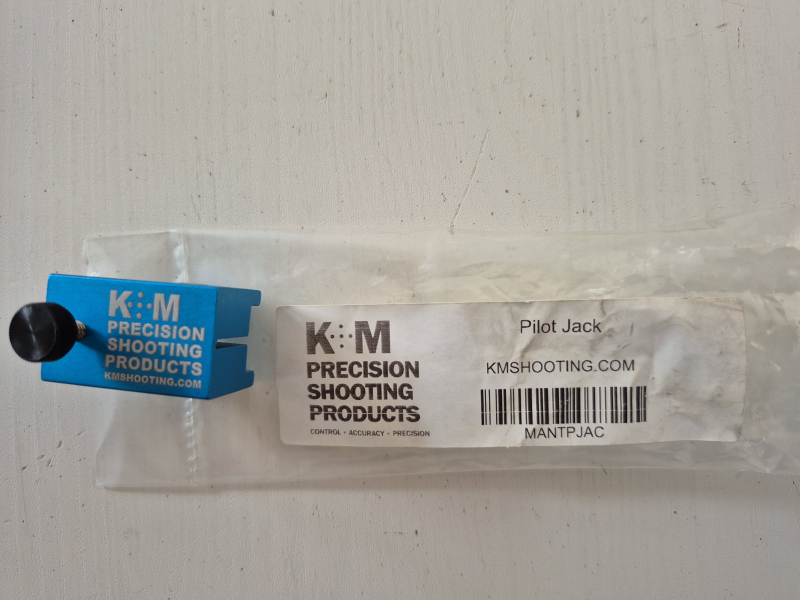 K M
PRECISION
SHOOTING
PRODUCTS
KMSHOOTING.COM
K M
PRECISION
SHOOTING
PRODUCTS
CONTROL • ACCURACY • PRECISION
Pilot Jack
KMSHOOTING.COM
MANTPJAC